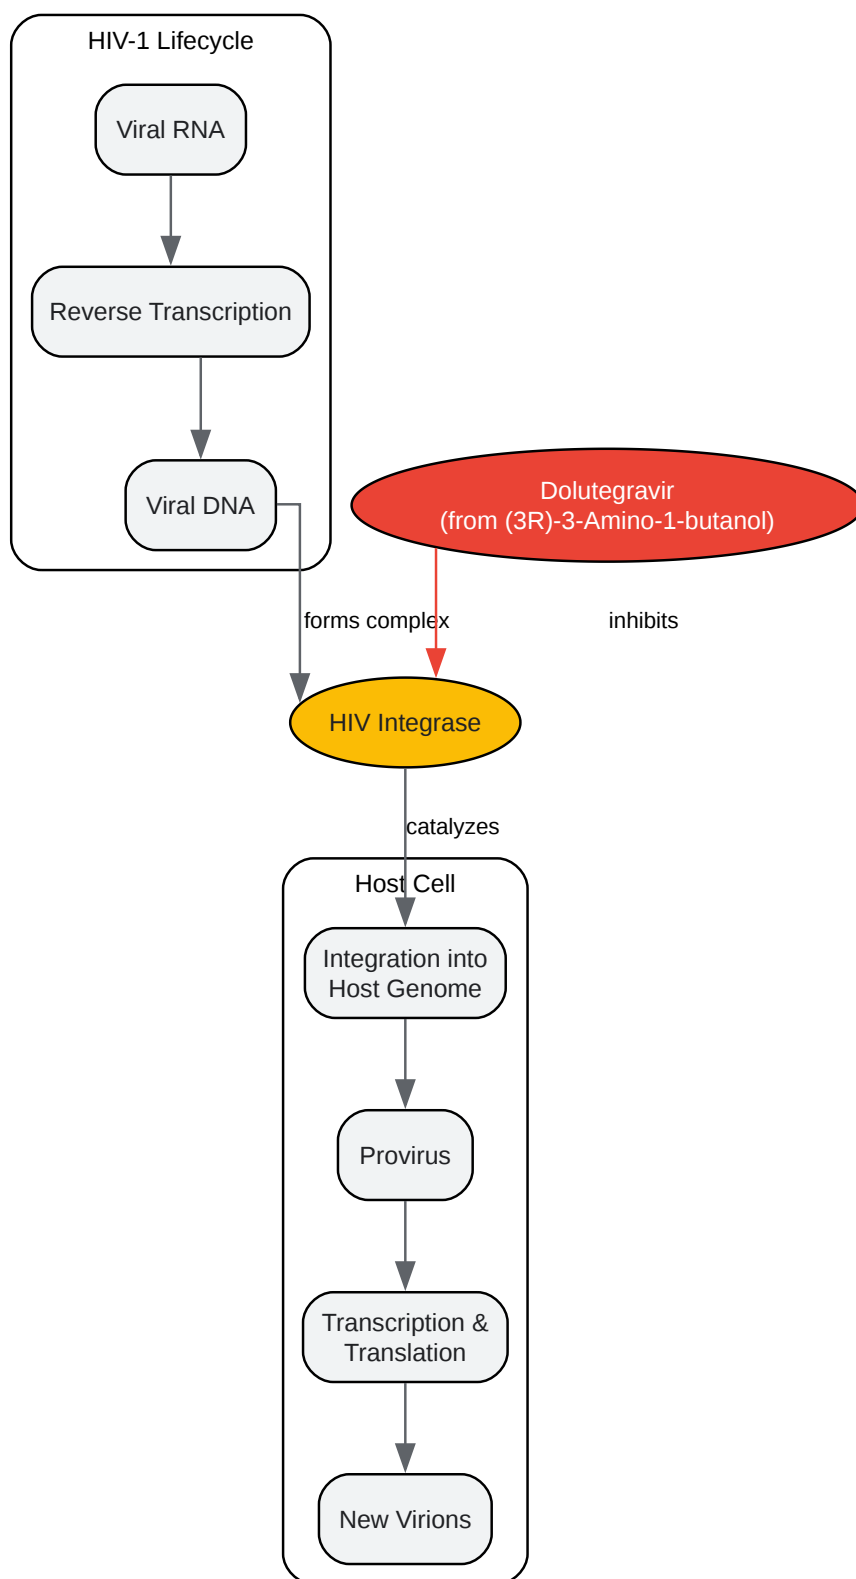 HIV-1 Lifecycle
Viral RNA
Reverse Transcription
Viral DNA
Dolutegravir
(from (3R)-3-Amino-1-butanol)
forms complex
inhibits
HIV Integrase
catalyzes
Host Cell
Integration into
Host Genome
Provirus
Transcription &
Translation
New Virions